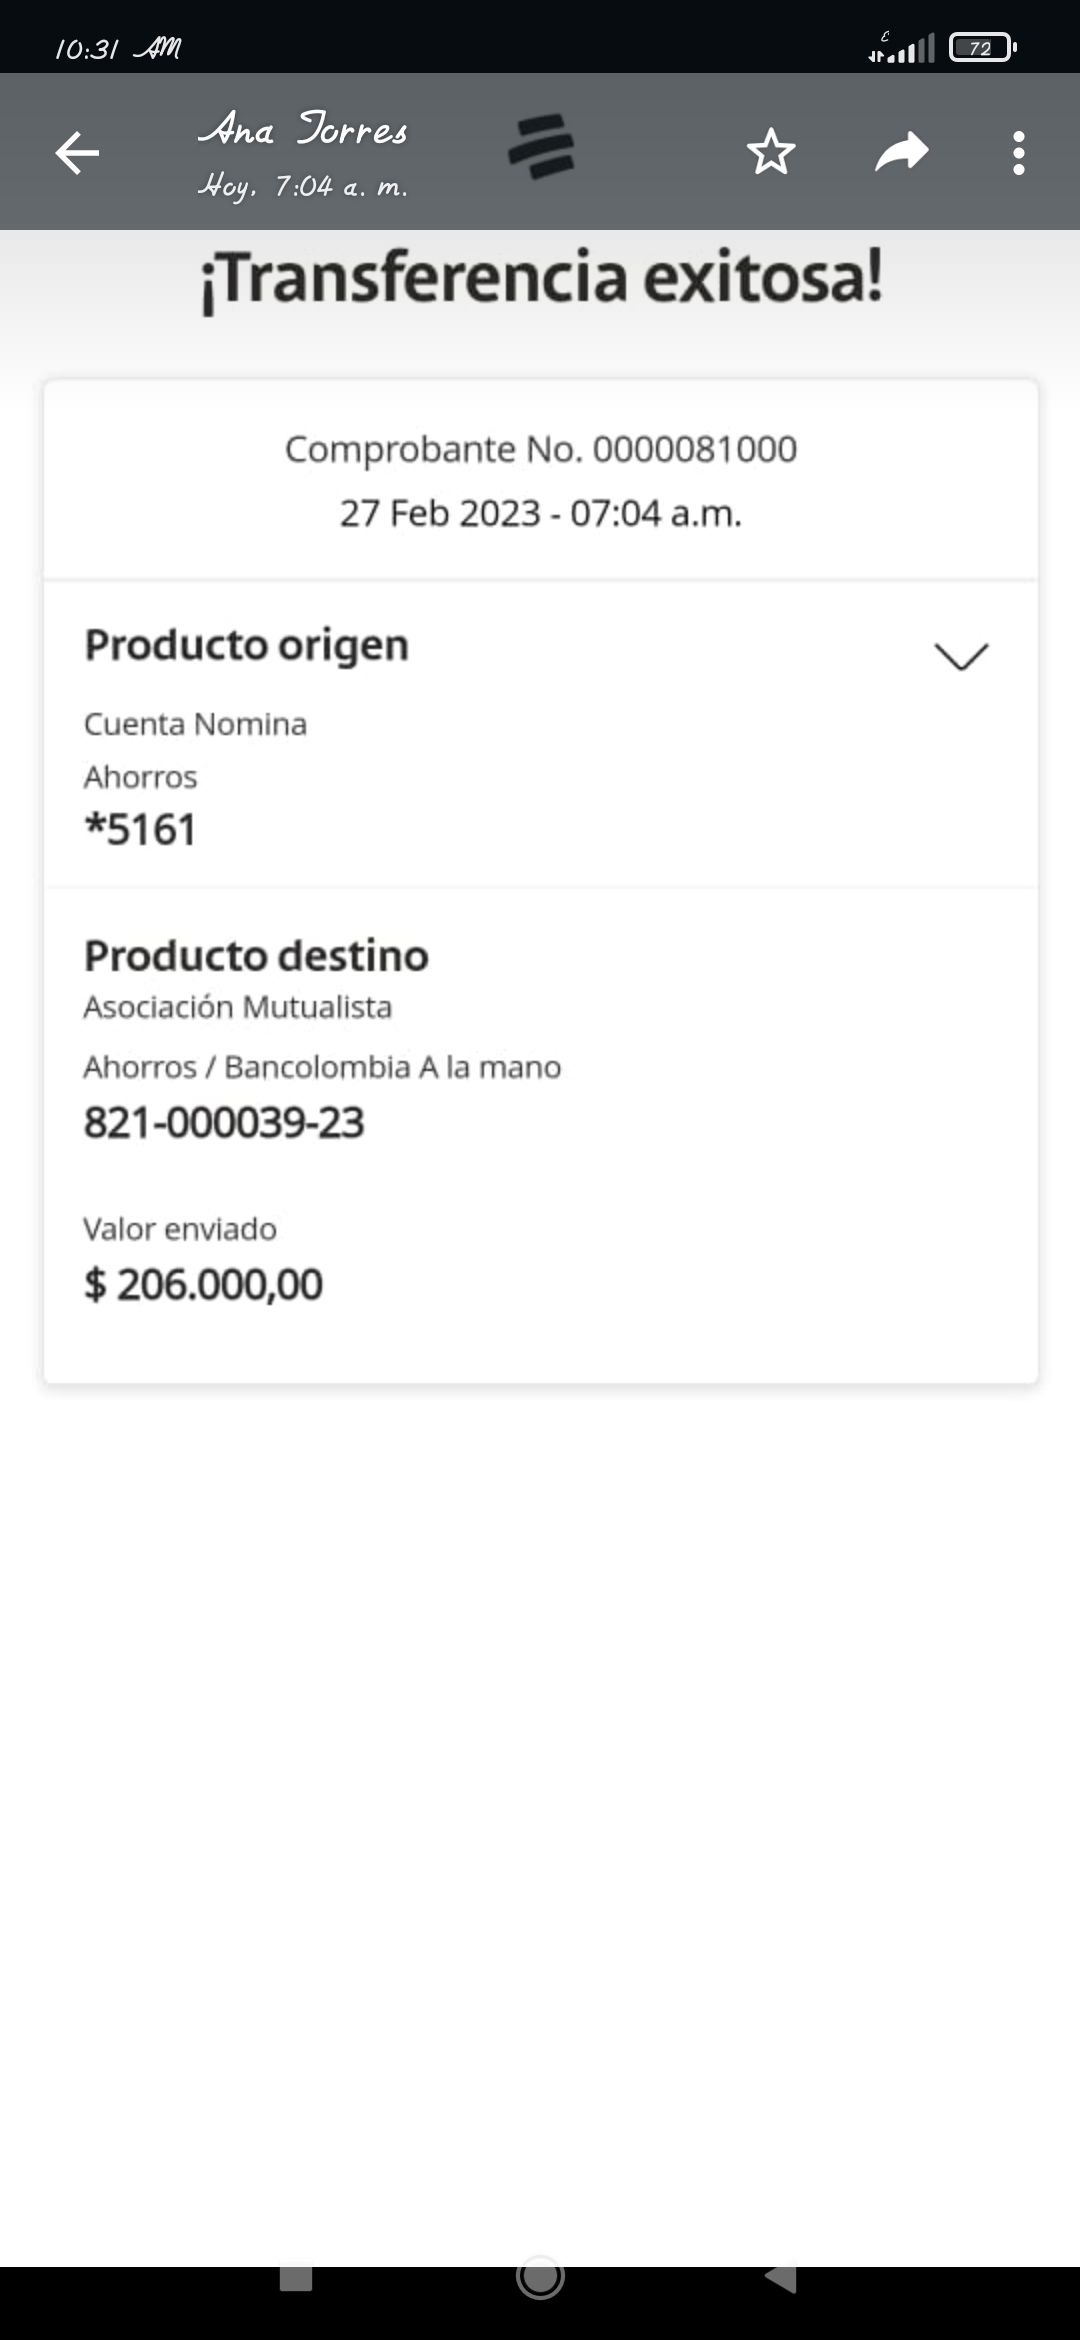 10:31 AM
72
Ana Torres
Hoy, 7:04 a. m.
¡Transferencia exitosa!
Comprobante No. 0000081000
27 Feb 2023 - 07:04 a.m.
Producto origen
Cuenta Nomina
Ahorros
*5161
Producto destino
Asociación Mutualista
Ahorros / Bancolombia A la mano
821-000039-23
Valor enviado
$ 206.000,00